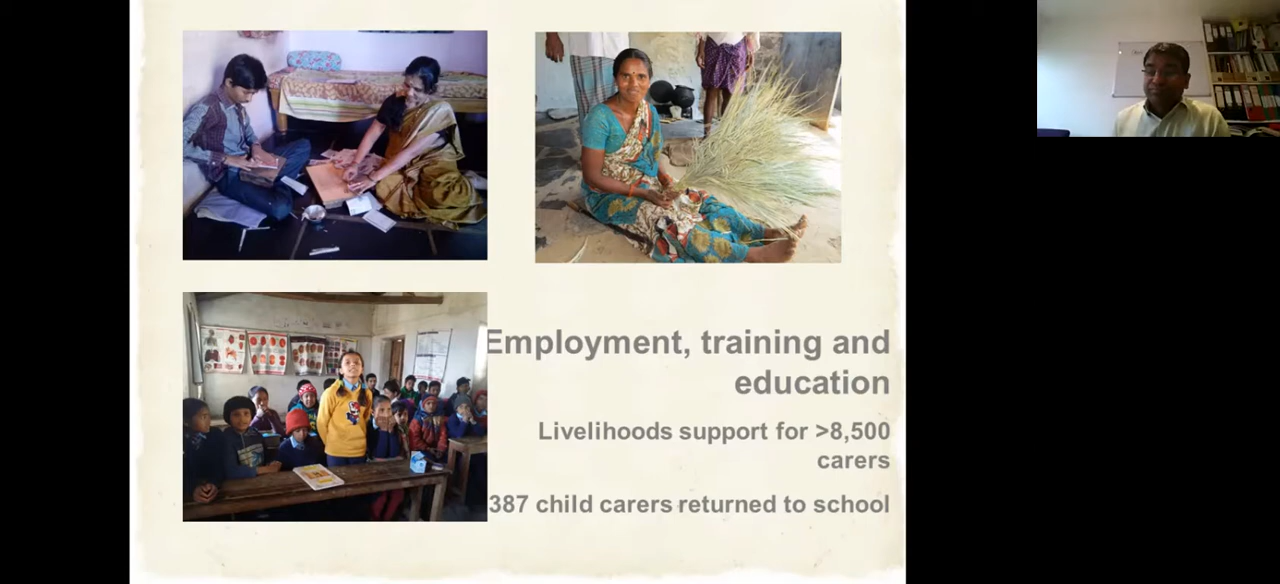 Employment, training and
education
Livelihoods support for >8,500
carers
387 child carers returned to school